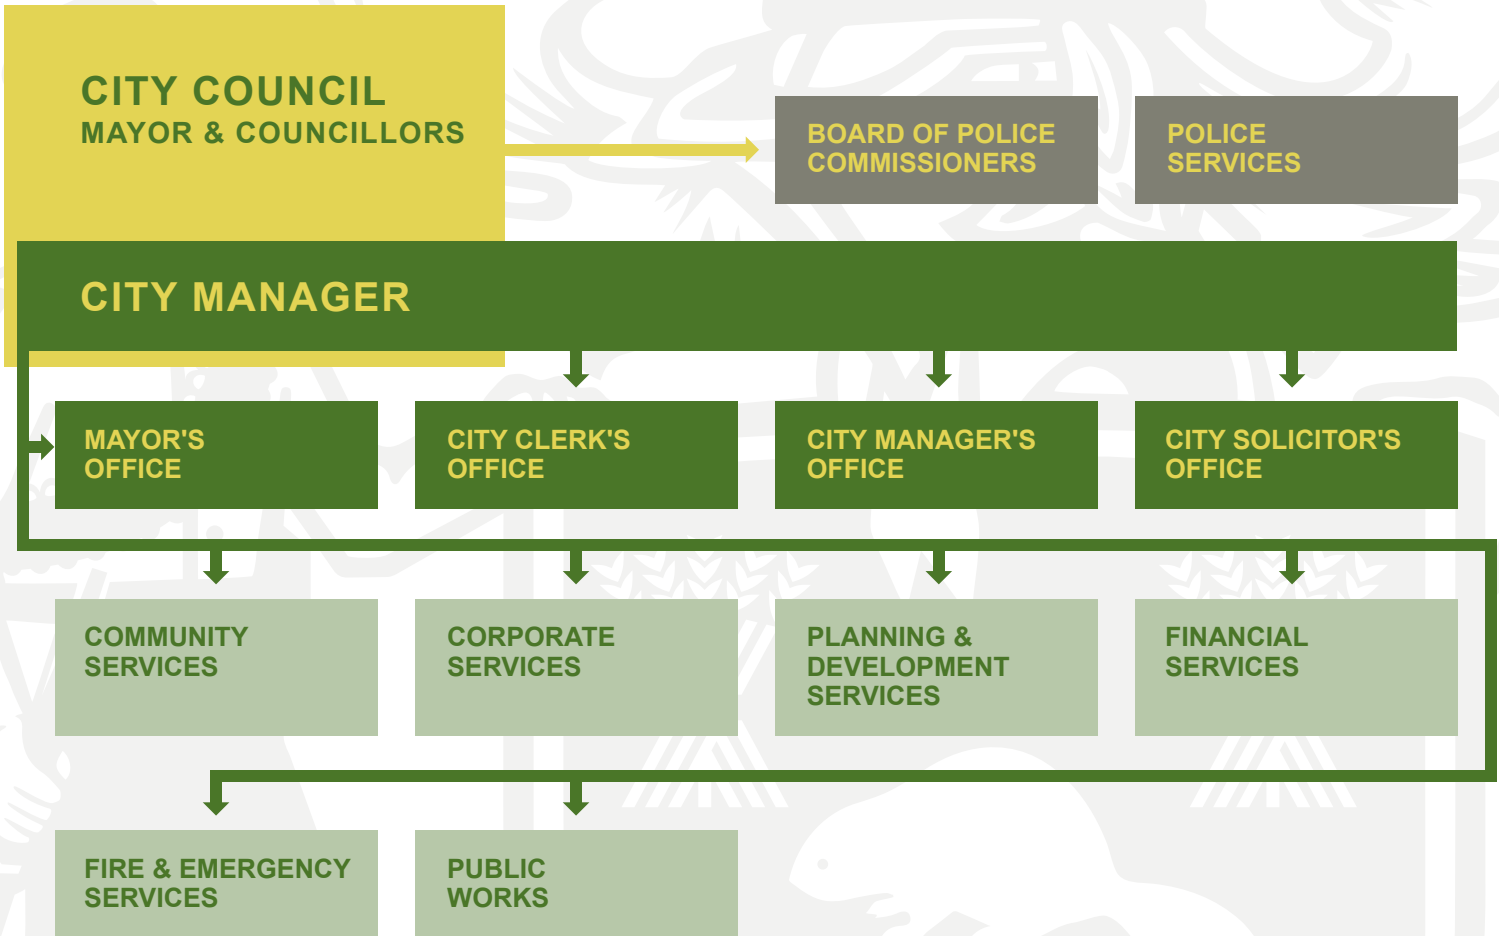 CITY COUNCIL
MAYOR & COUNCILLORS
BOARD OF POLICE
COMMISSIONERS
POLICE
SERVICES
CITY MANAGER
MAYOR'S
OFFICE
CITY CLERK'S
OFFICE
CITY MANAGER'S
OFFICE
CITY SOLICITOR'S
OFFICE
COMMUNITY
SERVICES
CORPORATE
SERVICES
PLANNING &
DEVELOPMENT
SERVICES
FINANCIAL
SERVICES
FIRE & EMERGENCY
SERVICES
PUBLIC
WORKS